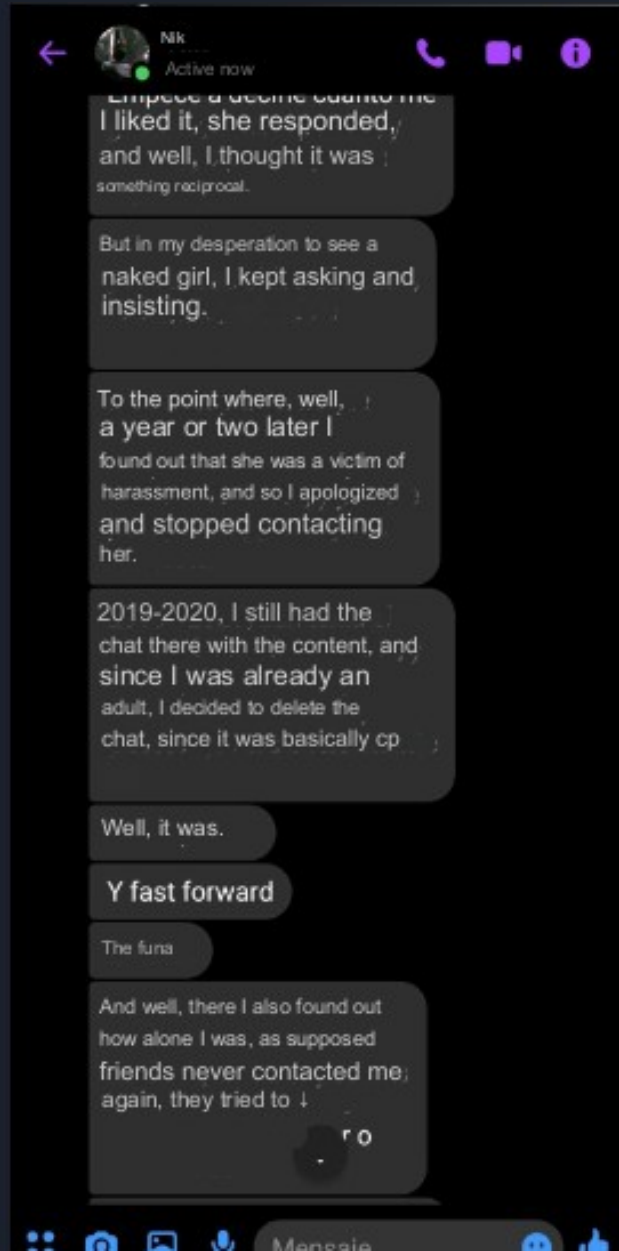 Nik
Active now
I liked it, she responded,
and well, I thought it was
something reciprocal.
But in my desperation to see a
naked girl, I kept asking and
insisting.
To the point where, well,
a year or two later I
found out that she was a victim of
harassment, and so I apologized
and stopped contacting
her.
2019-2020, I still had the
chat there with the content, and
since I was already an
adult, I decided to delete the
chat, since it was basically cp
Well, it was.
Y fast forward
The funa
And well, there I also found out
how alone I was, as supposed
friends never contacted me
again, they tried to ↓
r o
Mensaje